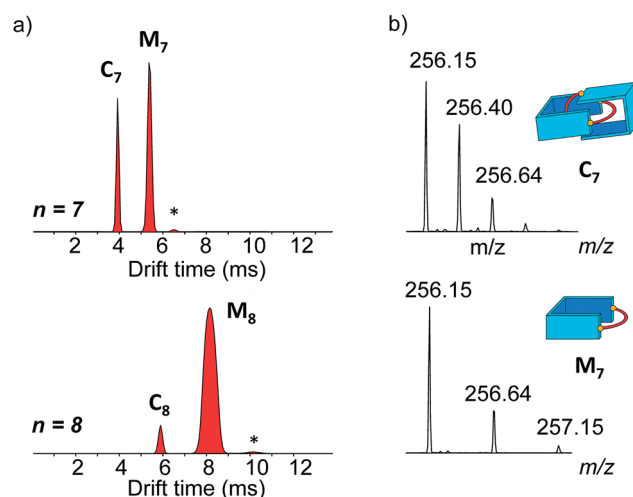 a)
C7
M7
n = 7
*
2 4 6 8 10 12
Drift time (ms)
M8
C8
n = 8
*
2 4 6 8 10 12
Drift time (ms)
b)
256.15
256.40
256.64
C7
m/z
m/z
256.15
M7
256.64
257.15
m/z